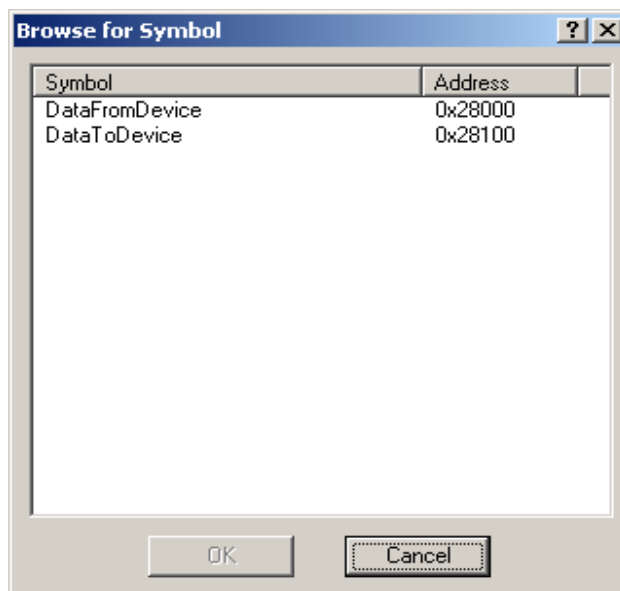 Browse for Symbol ? ×
Symbol Address
DataFromDevice 0x28000
DataToDevice 0x28100
OK Cancel